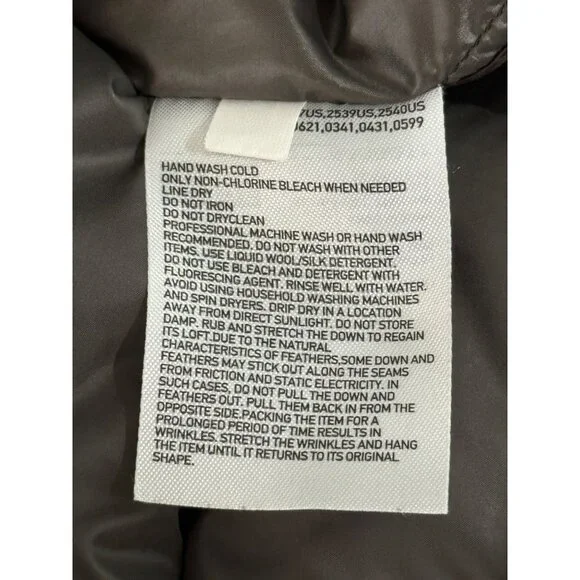 2539US,2540US
0341,0431,0599
HAND WASH COLD
ONLY NON-CHLORINE BLEACH WHEN NEEDED
LINE DRY
DO NOT IRON
DO NOT DRYCLEAN
PROFESSIONAL MACHINE WASH OR HAND WASH
RECOMMENDED. DO NOT WASH WITH OTHER
ITEMS. USE LIQUID WOOL/SILK DETERGENT.
DO NOT USE BLEACH AND DETERGENT WITH
FLUORESCING AGENT. RINSE WELL WITH WATER.
AVOID USING HOUSEHOLD WASHING MACHINES
AND SPIN DRYERS. DRIP DRY IN A LOCATION
AWAY FROM DIRECT SUNLIGHT. DO NOT STORE
DAMP. RUB AND STRETCH THE DOWN TO REGAIN
ITS LOFT.DUE TO THE NATURAL
CHARACTERISTICS OF FEATHERS,SOME DOWN AND
FEATHERS MAY STICK OUT ALONG THE SEAMS
FROM FRICTION AND STATIC ELECTRICITY. IN
SUCH CASES, DO NOT PULL THE DOWN AND
FEATHERS OUT. PULL THEM BACK IN FROM THE
OPPOSITE SIDE.PACKING THE ITEM FOR A
PROLONGED PERIOD OF TIME RESULTS IN
WRINKLES. STRETCH THE WRINKLES AND HANG
THE ITEM UNTIL IT RETURNS TO ITS ORIGINAL
SHAPE.